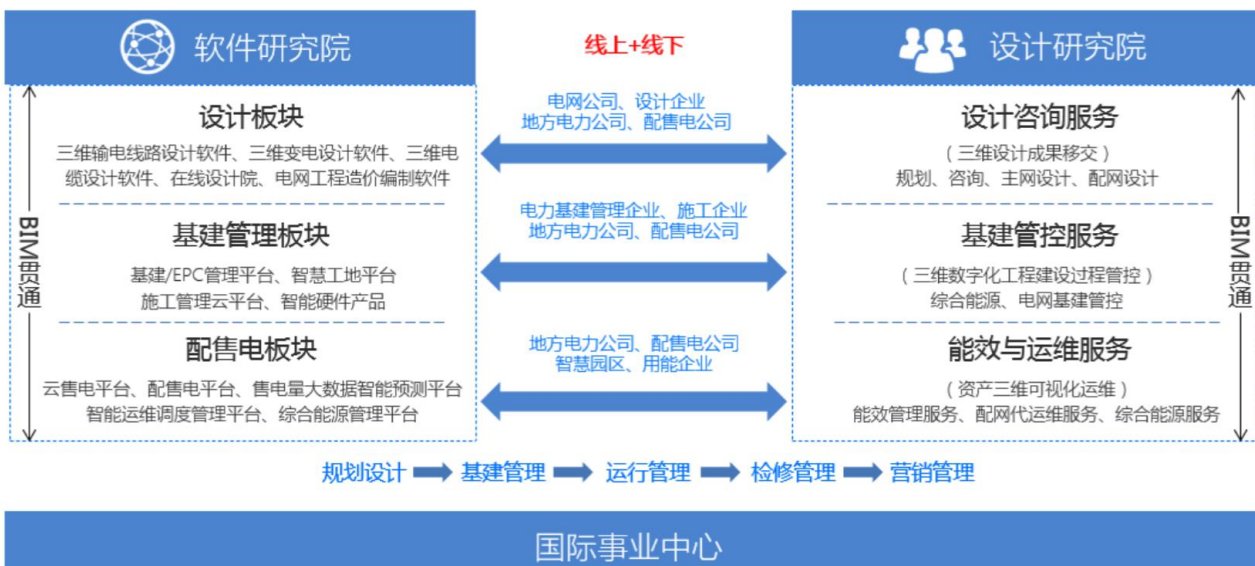 软件研究院
线上+线下
设计研究院
BIM贯通
设计板块
三维输电线路设计软件、三维变电设计软件、三维电
缆设计软件、在线设计院、电网工程造价编制软件
基建管理板块
基建/EPC管理平台、智慧工地平台
施工管理云平台、智能硬件产品
配售电板块
云售电平台、配售电平台、售电量大数据智能预测平台
智能运维调度管理平台、综合能源管理平台
电网公司、设计企业
地方电力公司、配售电公司
电力基建管理企业、施工企业
地方电力公司、配售电公司
地方电力公司、配售电公司
智慧园区、用能企业
设计咨询服务
（三维设计成果移交）
规划、咨询、主网设计、配网设计
基建管控服务
（三维数字化工程建设过程管控）
综合能源、电网基建管控
能效与运维服务
（资产三维可视化运维）
能效管理服务、配网代运维服务、综合能源服务
BIM贯通
规划设计 基建管理 运行管理 检修管理 营销管理
国际事业中心